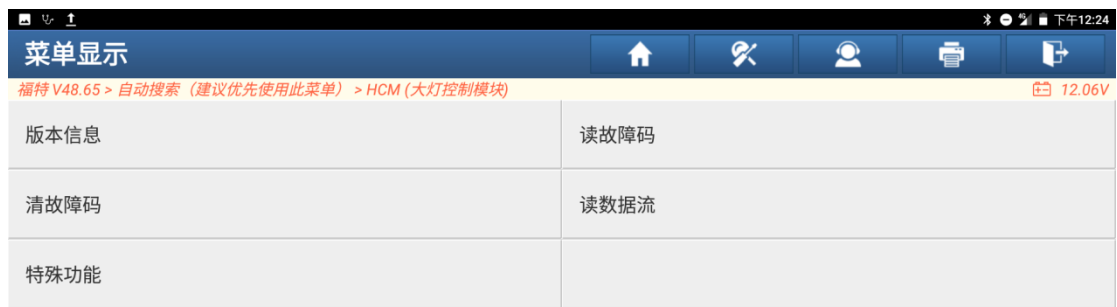 下午12:24
菜单显示
福特 V48.65 > 自动搜索（建议优先使用此菜单） > HCM (大灯控制模块) 12.06V
版本信息 读故障码
清故障码 读数据流
特殊功能